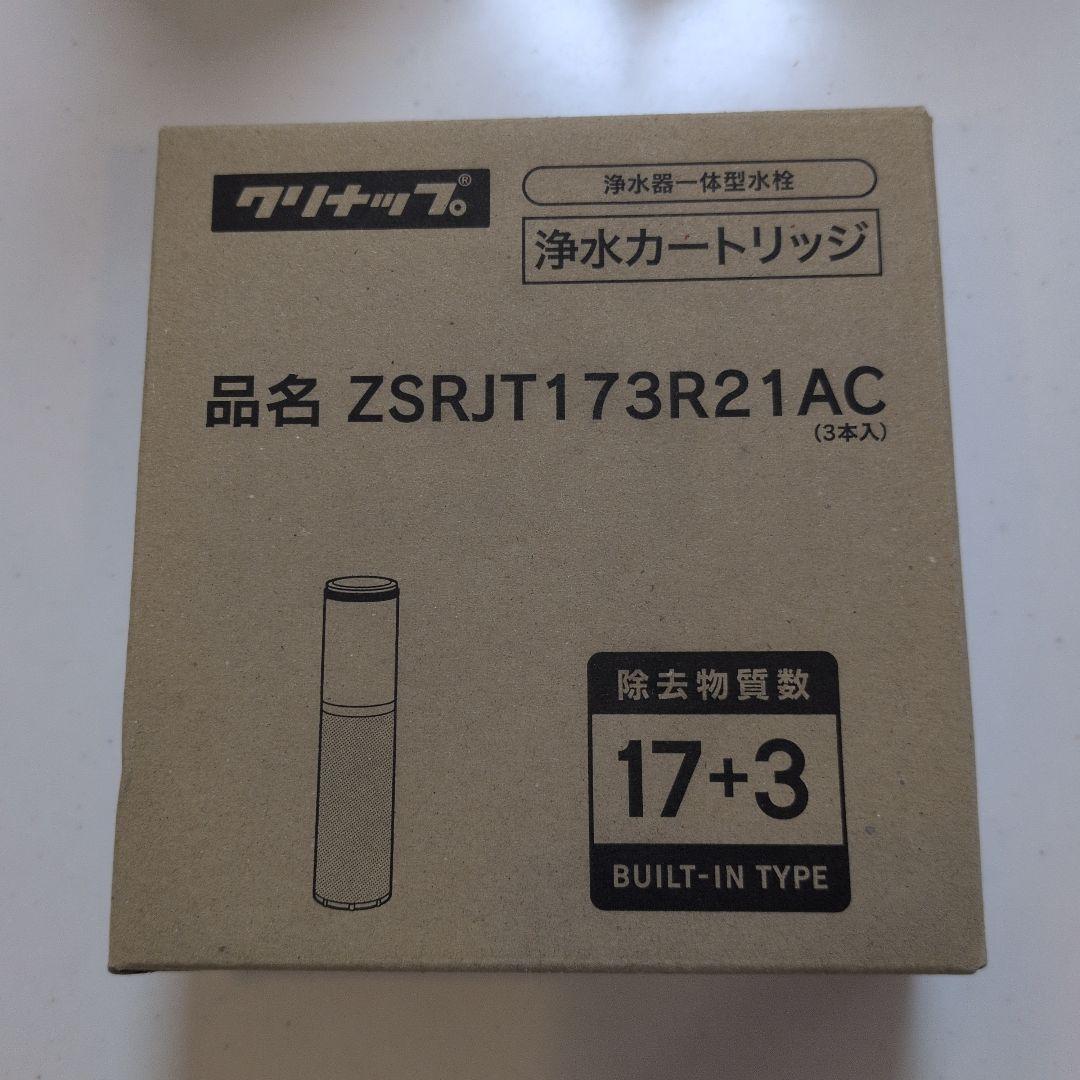 クリナップ®
浄水器一体型水栓
浄水カートリッジ
品名 ZSRJT173R21AC
(3本入)
除去物質数
17+3
BUILT-IN TYPE